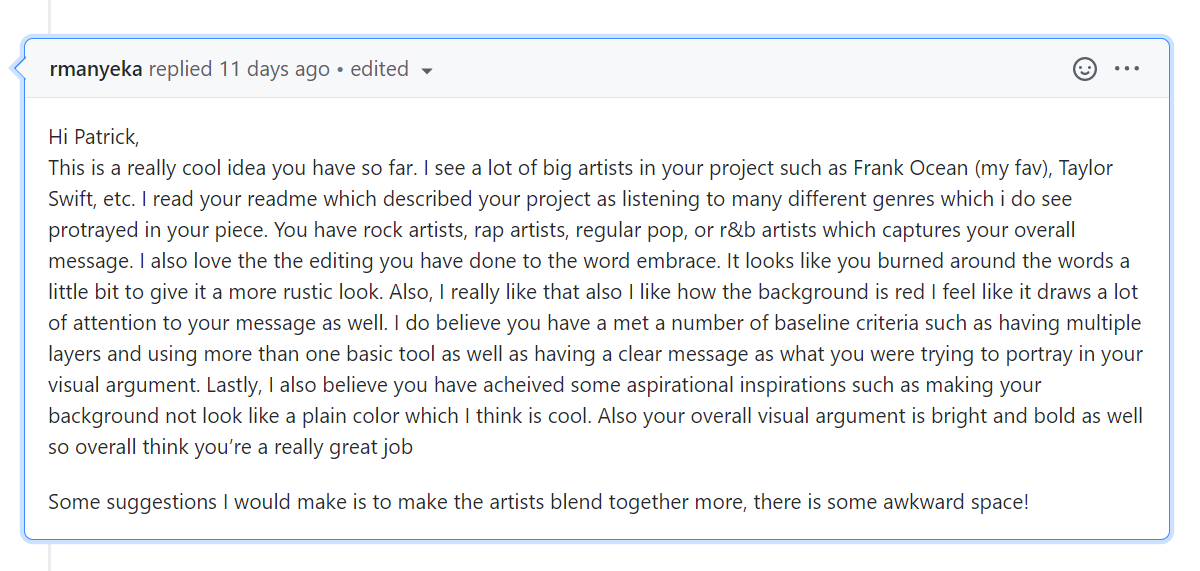 rmanyeka replied 11 days ago • edited
Hi Patrick,
This is a really cool idea you have so far. I see a lot of big artists in your project such as Frank Ocean (my fav), Taylor
Swift, etc. I read your readme which described your project as listening to many different genres which i do see
protrayed in your piece. You have rock artists, rap artists, regular pop, or r&b artists which captures your overall
message. I also love the the editing you have done to the word embrace. It looks like you burned around the words a
little bit to give it a more rustic look. Also, I really like that also I like how the background is red I feel like it draws a lot
of attention to your message as well. I do believe you have a met a number of baseline criteria such as having multiple
layers and using more than one basic tool as well as having a clear message as what you were trying to portray in your
visual argument. Lastly, I also believe you have acheived some aspirational inspirations such as making your
background not look like a plain color which I think is cool. Also your overall visual argument is bright and bold as well
so overall think you’re a really great job
Some suggestions I would make is to make the artists blend together more, there is some awkward space!